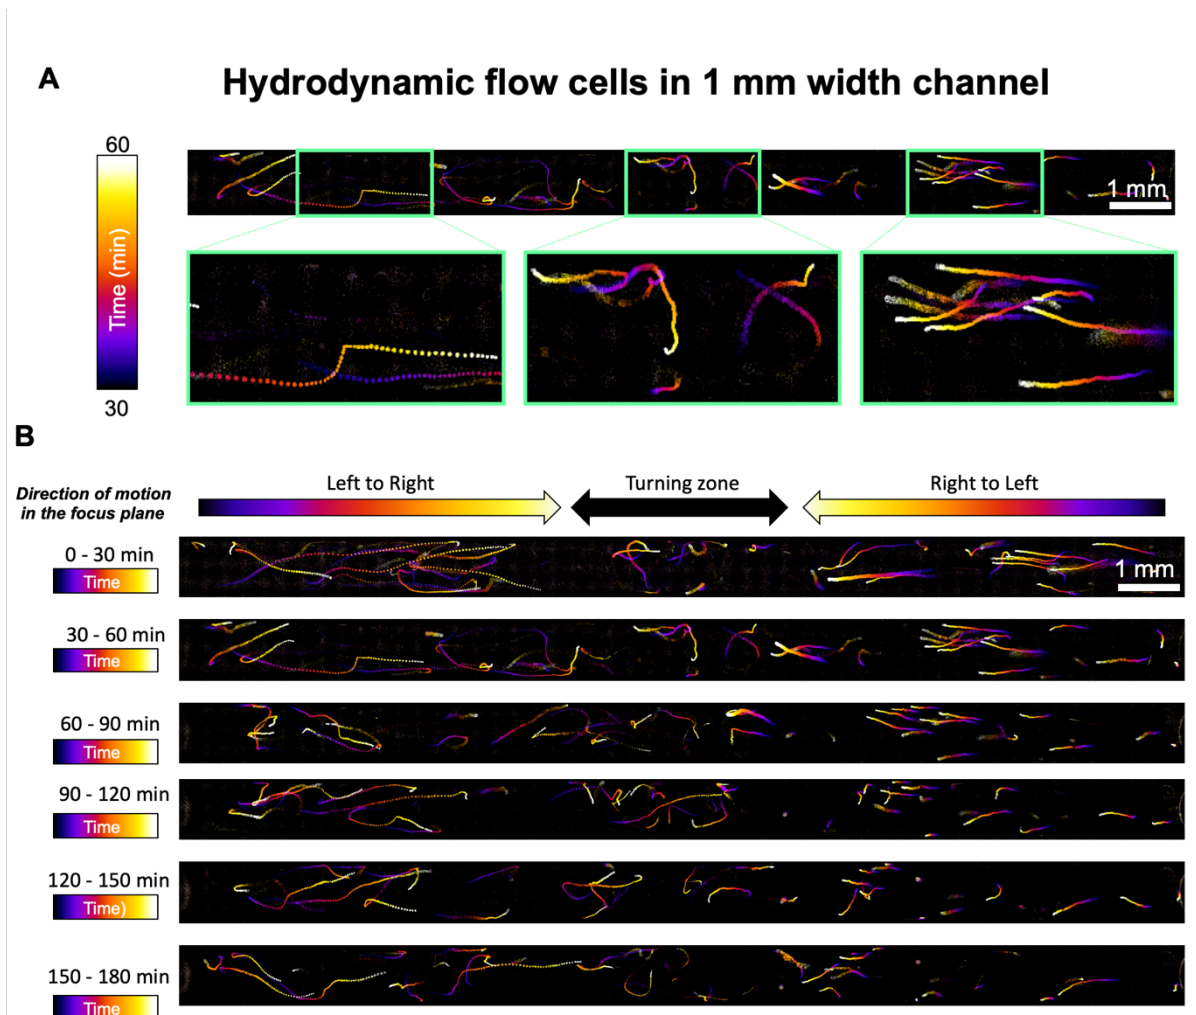 A
Hydrodynamic flow cells in 1 mm width channel
60
Time (min)
30
1 mm
B
Direction of motion
in the focus plane
Left to Right
Turning zone
Right to Left
0 - 30 min
Time
1 mm
30 - 60 min
Time
60 - 90 min
Time
90 - 120 min
Time
120 - 150 min
Time)
150 - 180 min
Time